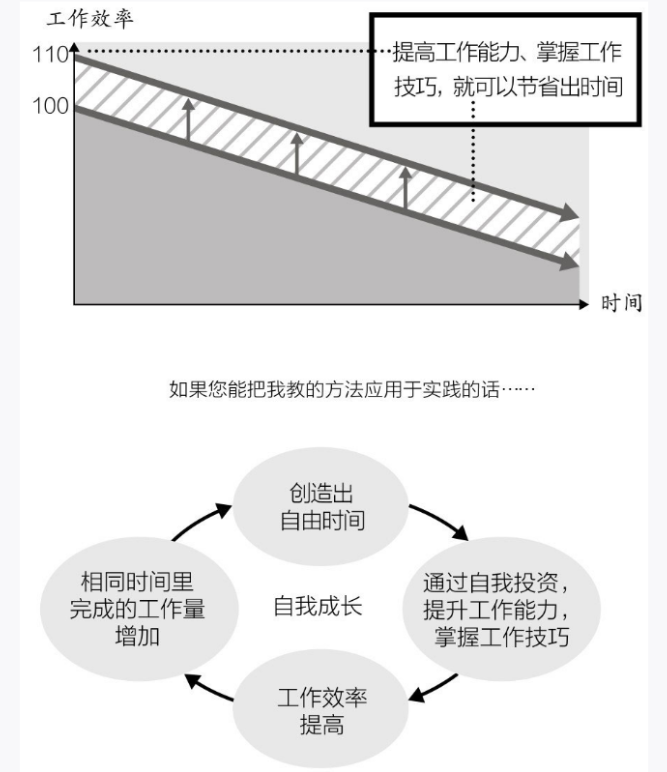 工作效率
110
提高工作能力、掌握工作
技巧，就可以节省出时间
100
时间
如果您能把我教的方法应用于实践的话……
创造出
自由时间
相同时间里
完成的工作量
增加
自我成长
通过自我投资，
提升工作能力，
掌握工作技巧
工作效率
提高